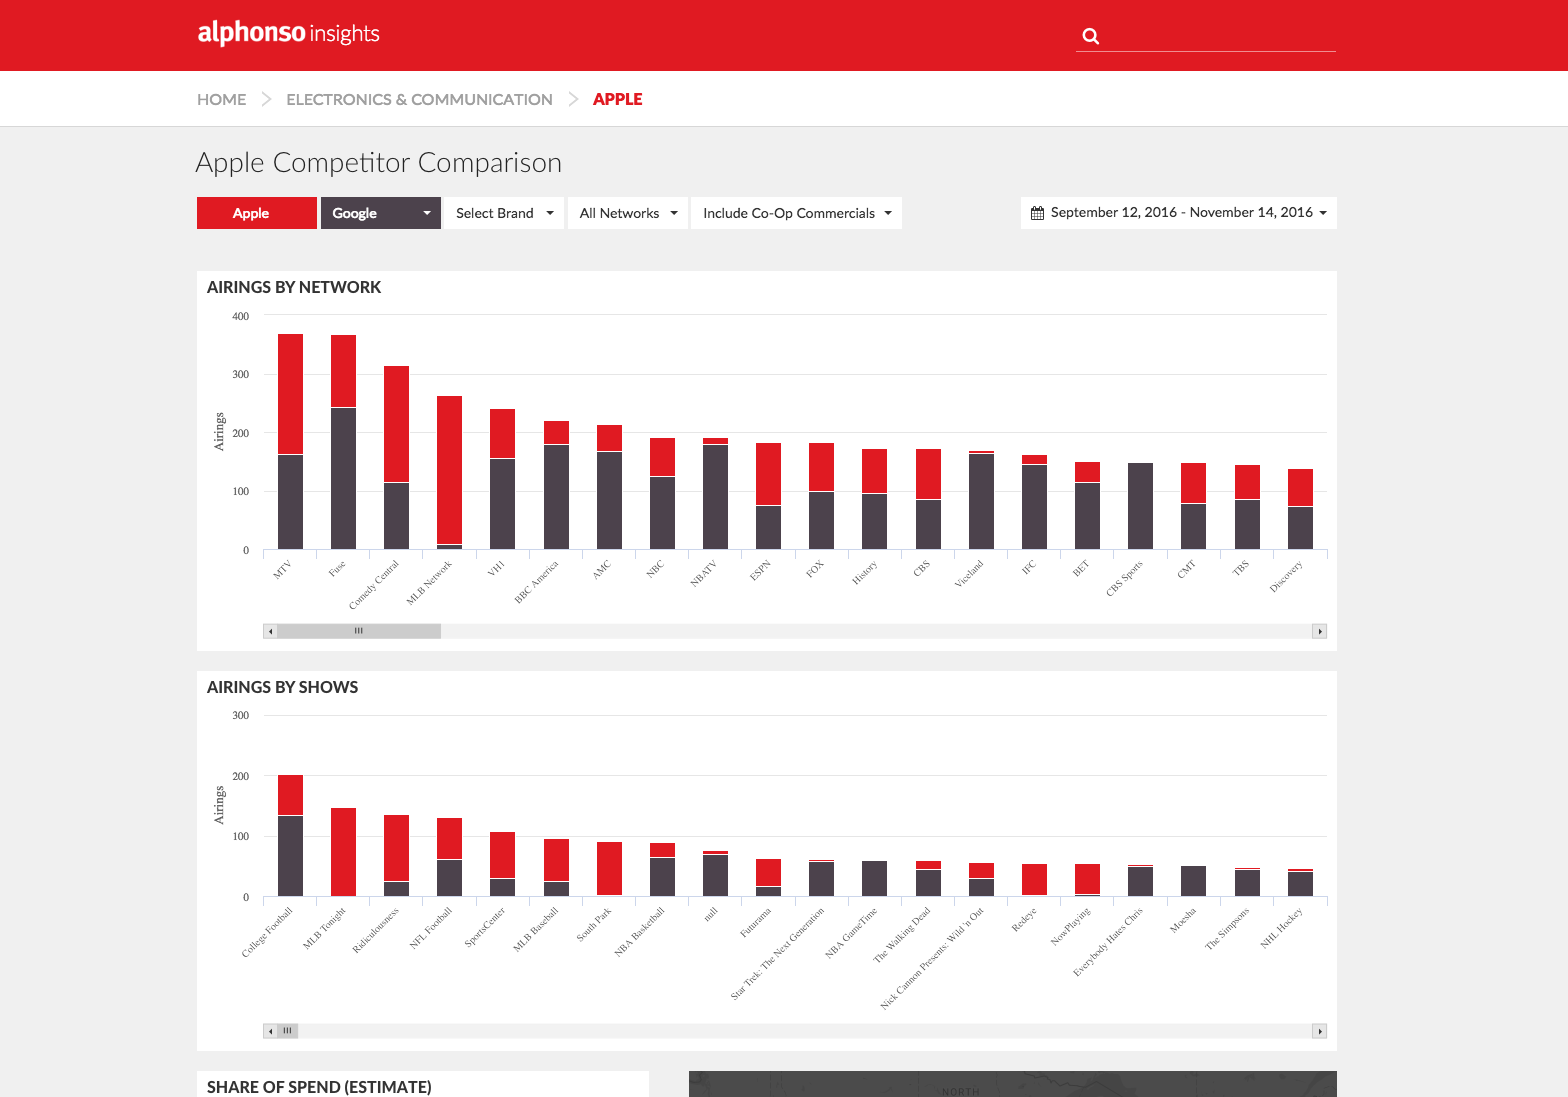 alphonso insights
HOME > ELECTRONICS & COMMUNICATION > APPLE
Apple Competitor Comparison
Apple Google Select Brand All Networks Include Co-Op Commercials September 12, 2016 - November 14, 2016
AIRINGS BY NETWORK
400
300
200
100
0
Airings
MTV
Fuse
Comedy Central
MLB Network
VH1
BBC America
AMC
NBC
NBATV
ESPN
FOX
History
CBS
Viceland
IFC
BET
CBS Sports
CMT
TBS
Discovery
AIRINGS BY SHOWS
300
200
100
0
Airings
College Football
MLB Tonight
Ridiculousness
NFL Football
SportsCenter
MLB Baseball
South Park
NBA Basketball
null
Futurama
Star Trek: The Next Generation
NBA GameTime
The Walking Dead
Nick Cannon Presents: Wild 'n Out
Redeye
NowPlaying
Everybody Hates Chris
Moesha
The Simpsons
NHL Hockey
SHARE OF SPEND (ESTIMATE)
NORTH